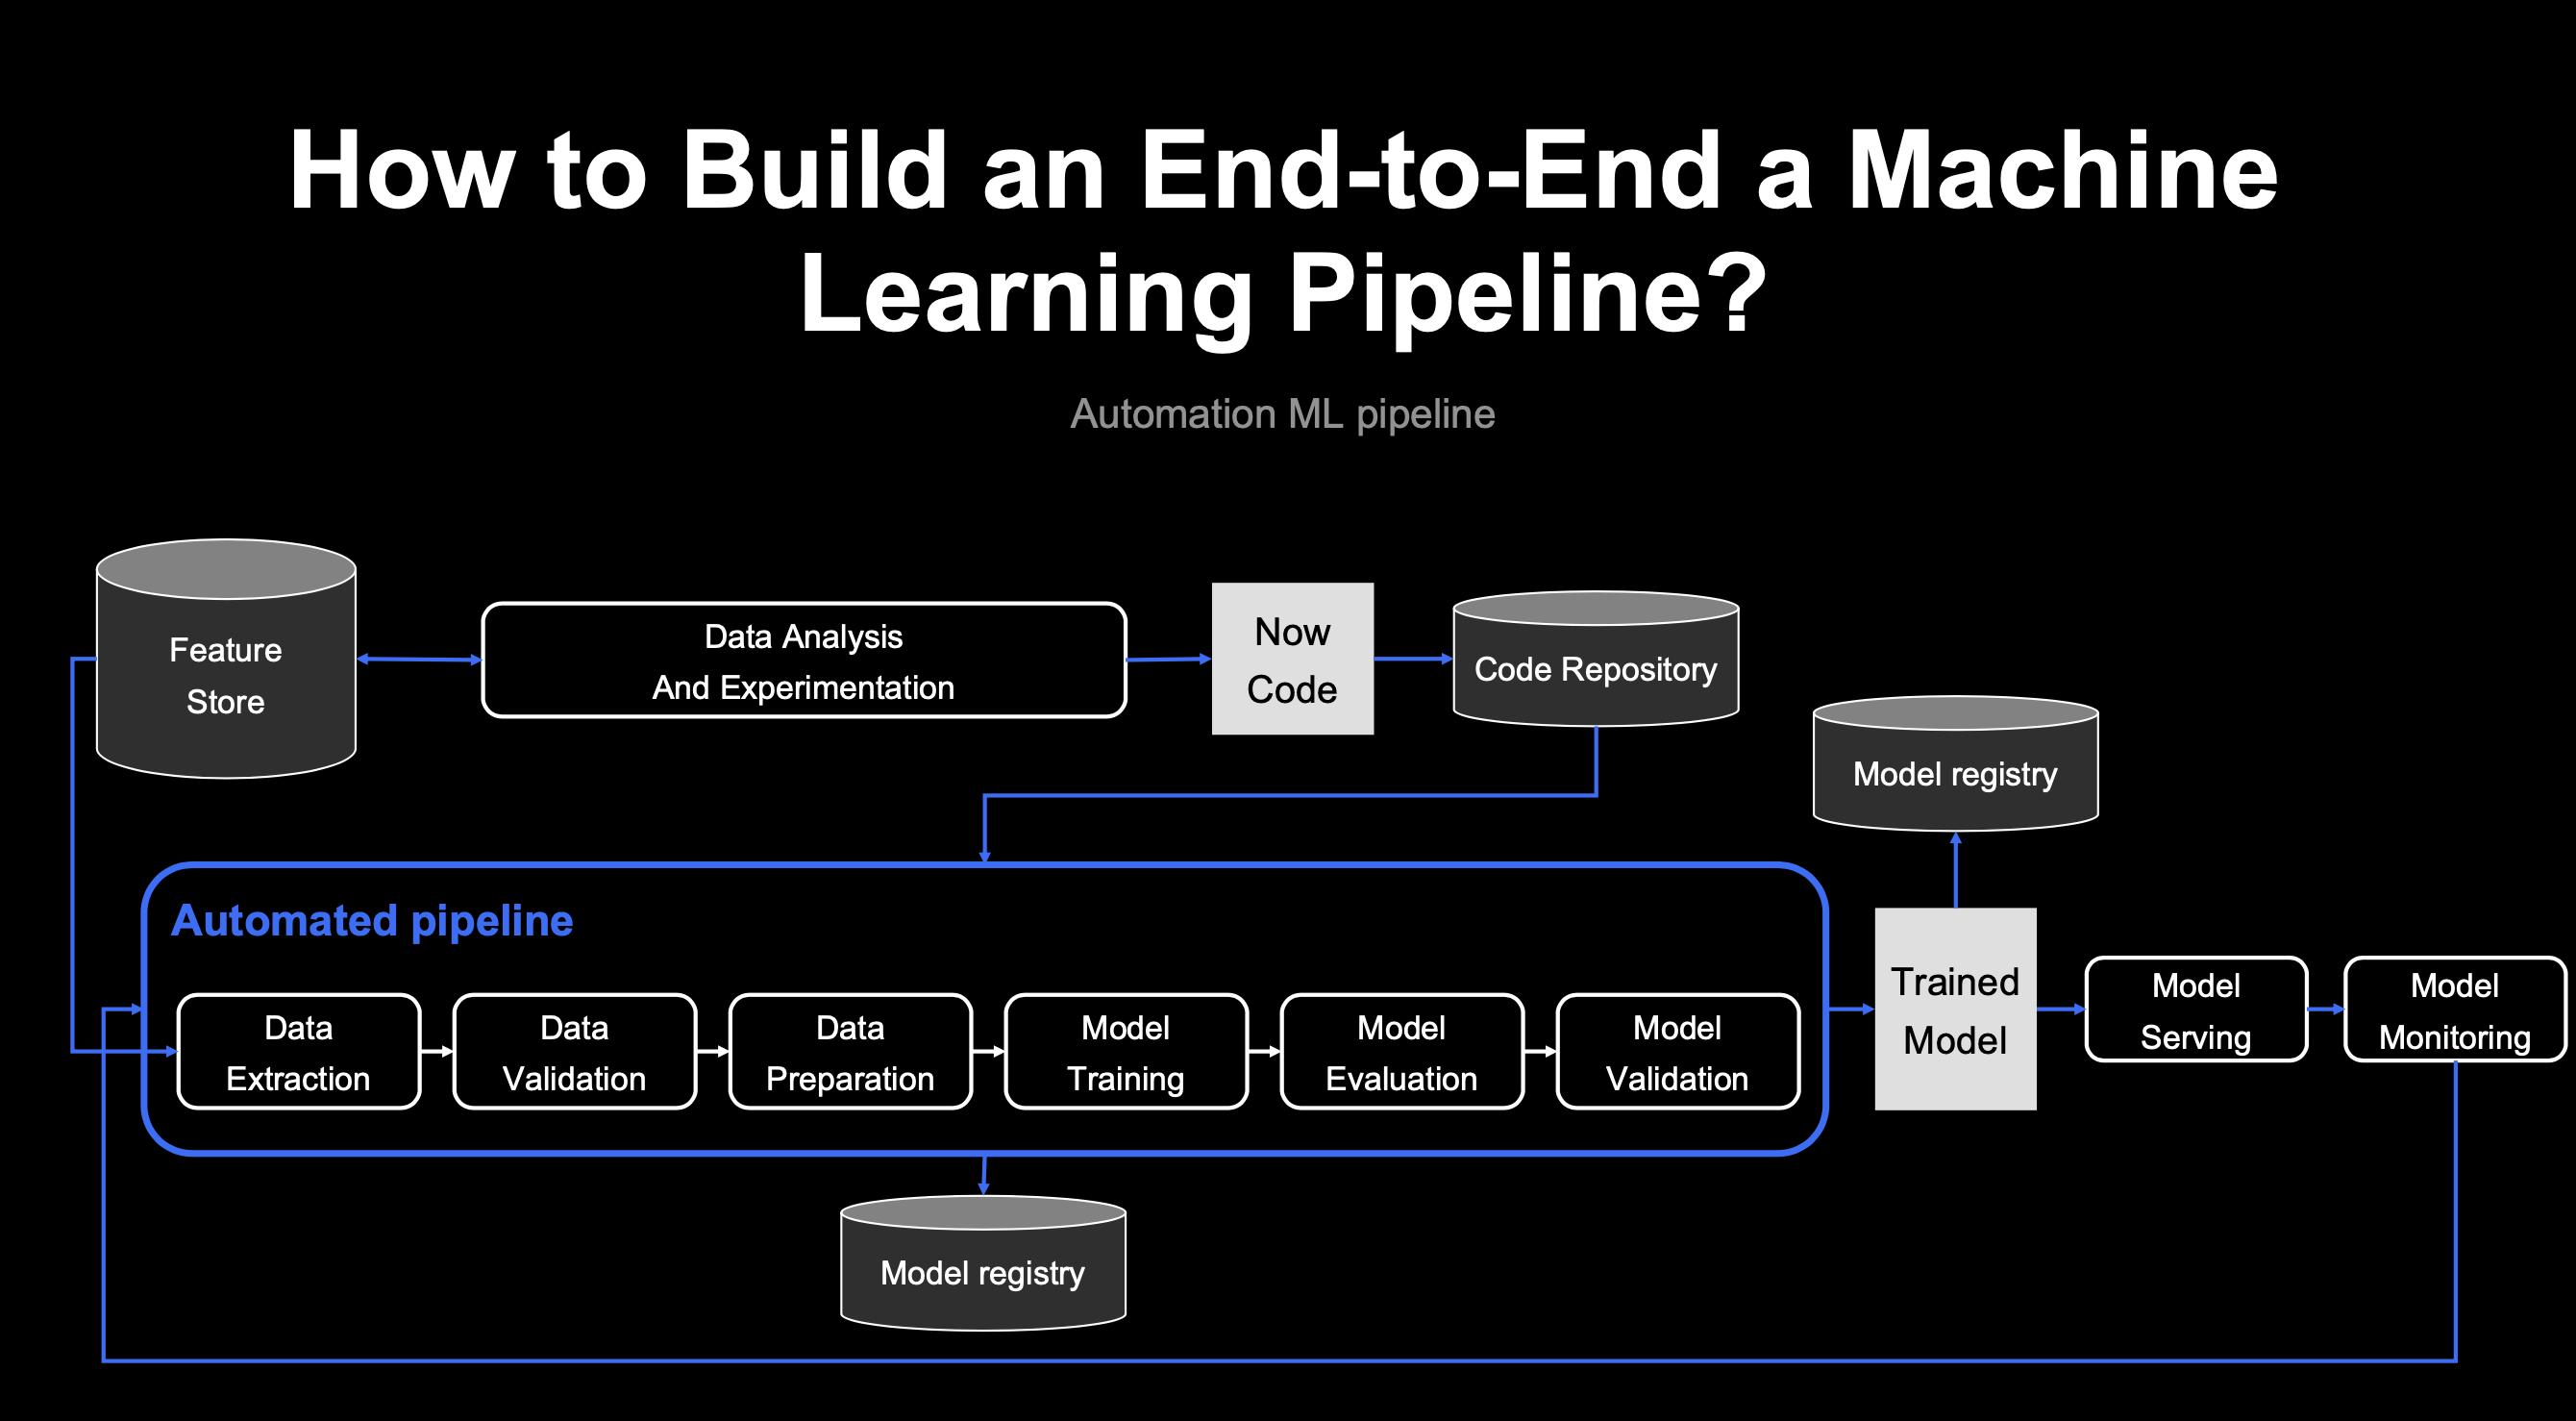 How to Build an End-to-End a Machine
Learning Pipeline?
Automation ML pipeline
Feature
Store
Data Analysis
And Experimentation
Now
Code
Code Repository
Model registry
Automated pipeline
Data
Extraction
Data
Validation
Data
Preparation
Model
Training
Model
Evaluation
Model
Validation
Trained
Model
Model
Serving
Model
Monitoring
Model registry